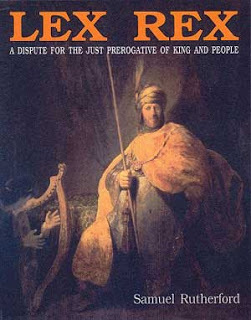 LEX REX
A DISPUTE FOR THE JUST PREROGATIVE OF KING AND PEOPLE
Samuel Rutherford